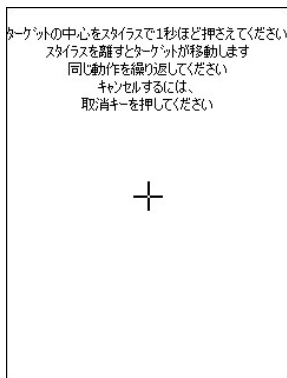 ターゲットの中心をスタイラスで1秒ほど押さえてください
スタイラスを離すとターゲットが移動します
同じ動作を繰り返してください
キャンセルするには、
取消キーを押してください